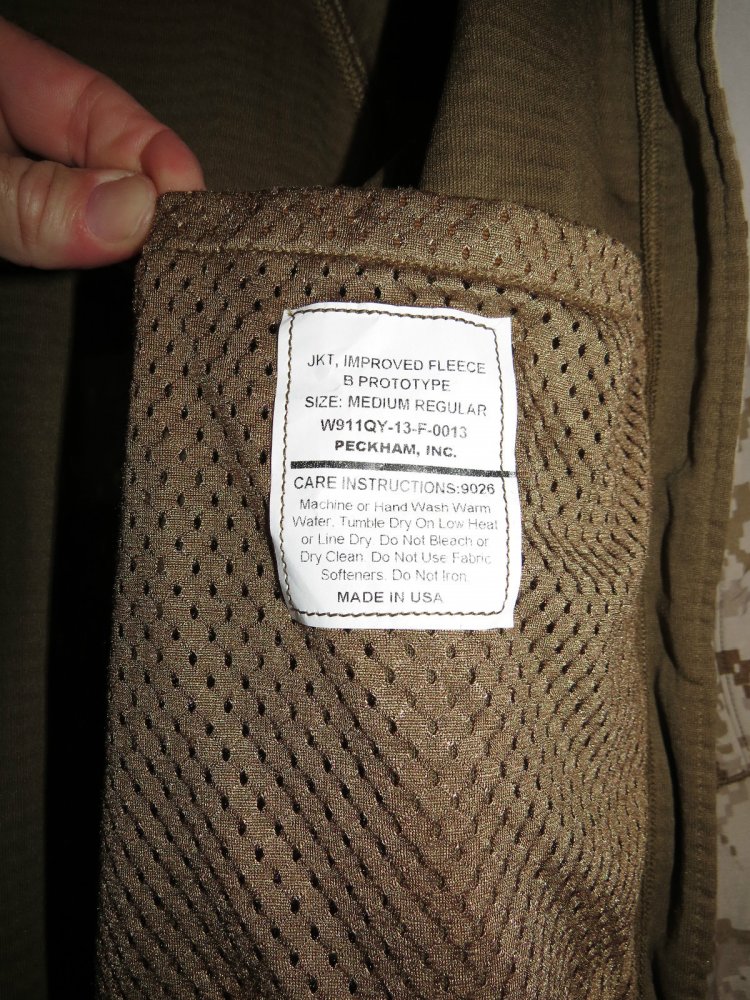 JKT, IMPROVED FLEECE
B PROTOTYPE
SIZE: MEDIUM REGULAR
W911QY-13-F-0013
PECKHAM, INC.
CARE INSTRUCTIONS:9026
Machine or Hand Wash Warm
Water. Tumble Dry On Low Heat
or Line Dry. Do Not Bleach or
Dry Clean. Do Not Use Fabric
Softeners. Do Not Iron.
MADE IN USA